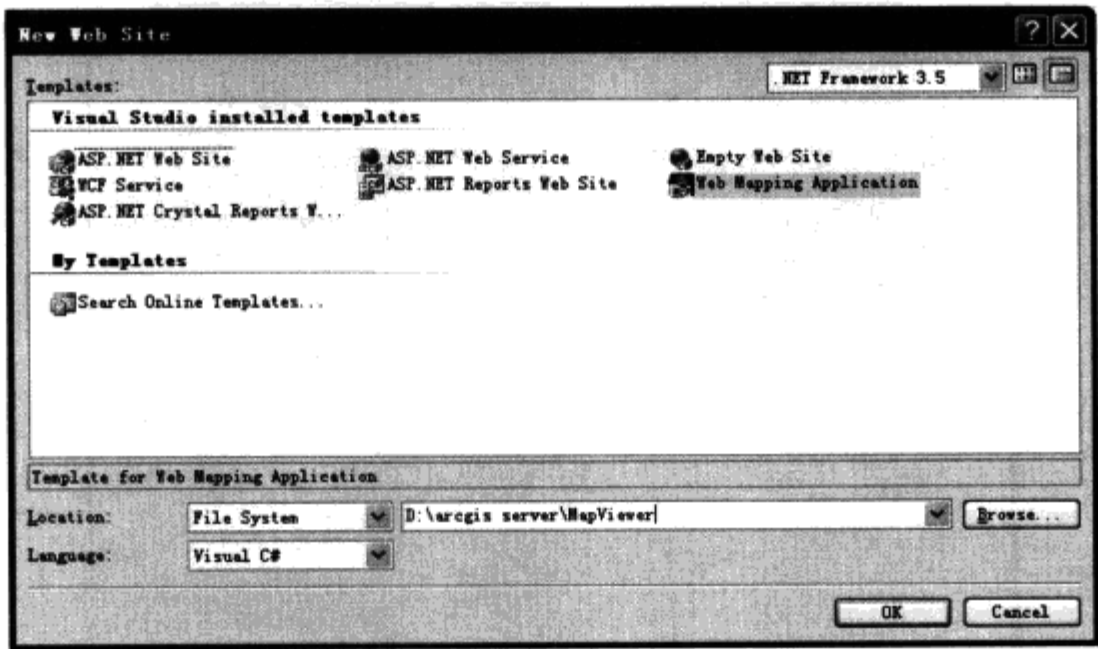 New Web Site
Templates:
.NET Framework 3.5
Visual Studio installed templates
ASP.NET Web Site
ASP.NET Web Service
Empty Web Site
WCF Service
ASP.NET Reports Web Site
Web Mapping Application
ASP.NET Crystal Reports W...
My Templates
Search Online Templates...
Template for Web Mapping Application
Location:
File System
D:\arcgis server\MapViewer
Browse...
Language:
Visual C#
OK
Cancel